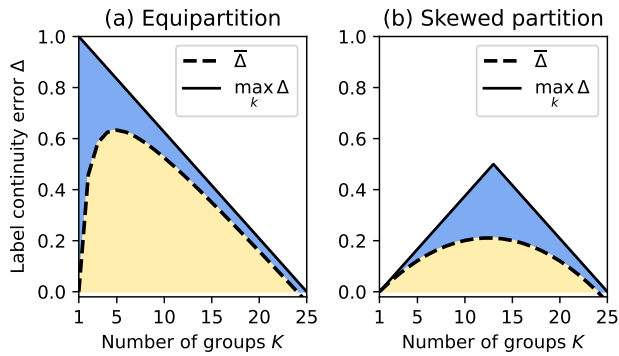 (a) Equipartition
(b) Skewed partition
Label continuity error Δ
1.0
0.8
0.6
0.4
0.2
0.0
Δ̅
max Δ
k
1 5 10 15 20 25
Number of groups K
1.0
0.8
0.6
0.4
0.2
0.0
Δ̅
max Δ
k
1 5 10 15 20 25
Number of groups K